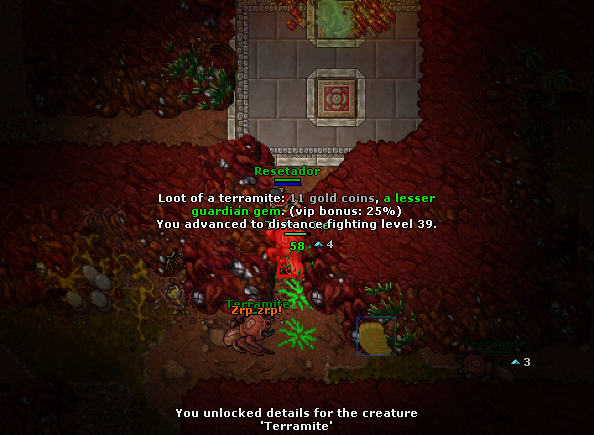 Resetador
Loot of a terramite: 11 gold coins, a lesser
guardian gem. (vip bonus: 25%)
You advanced to distance fighting level 39.
58
4
Terramite
Zrp zrp!
Terramite
3
You unlocked details for the creature
'Terramite'